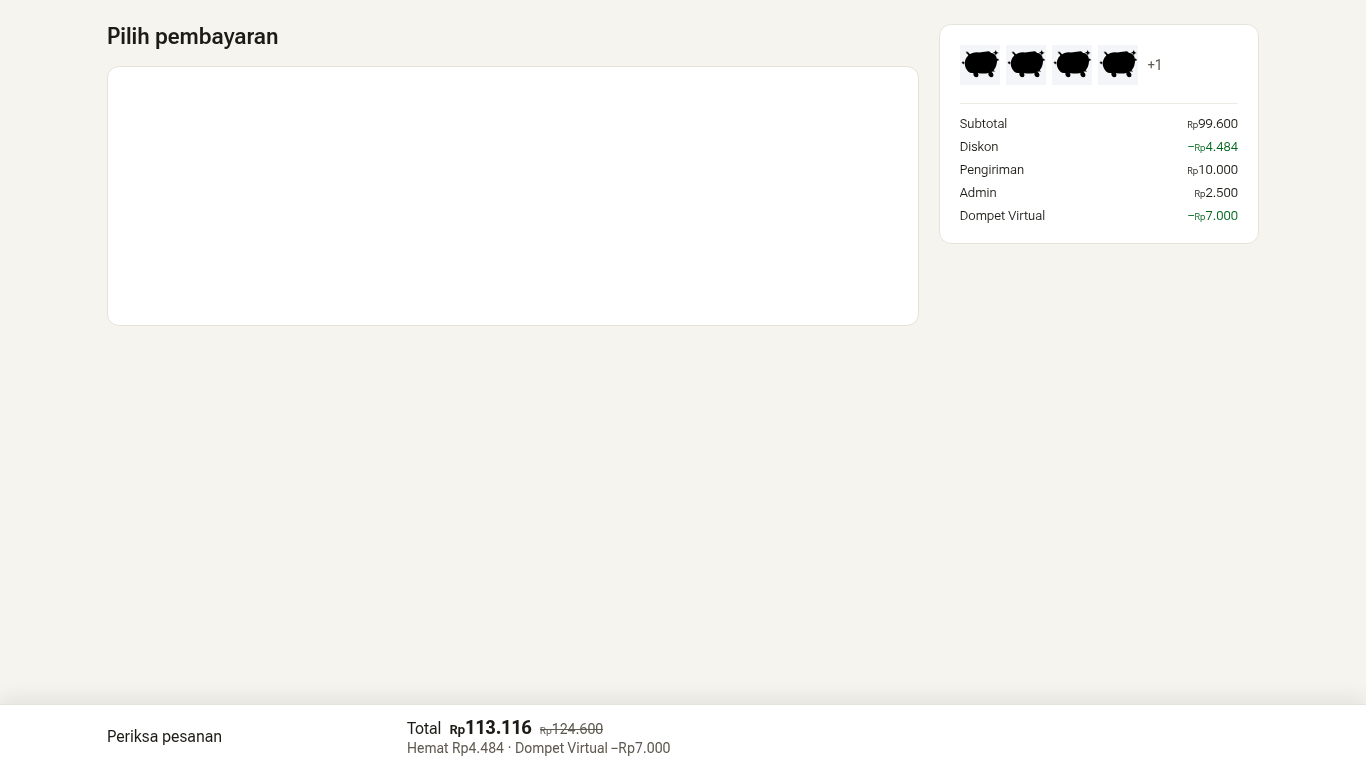 Pilih pembayaran
+1
Subtotal Rp99.600
Diskon −Rp4.484
Pengiriman Rp10.000
Admin Rp2.500
Dompet Virtual −Rp7.000
Periksa pesanan
Total Rp113.116 Rp124.600
Hemat Rp4.484 · Dompet Virtual −Rp7.000